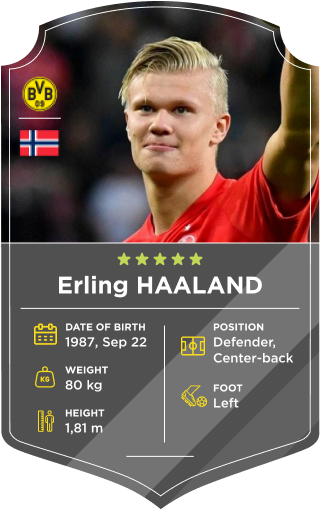 BVB
09
Erling HAALAND
DATE OF BIRTH
1987, Sep 22
KG
WEIGHT
80 kg
HEIGHT
1,81 m
POSITION
Defender,
Center-back
FOOT
Left